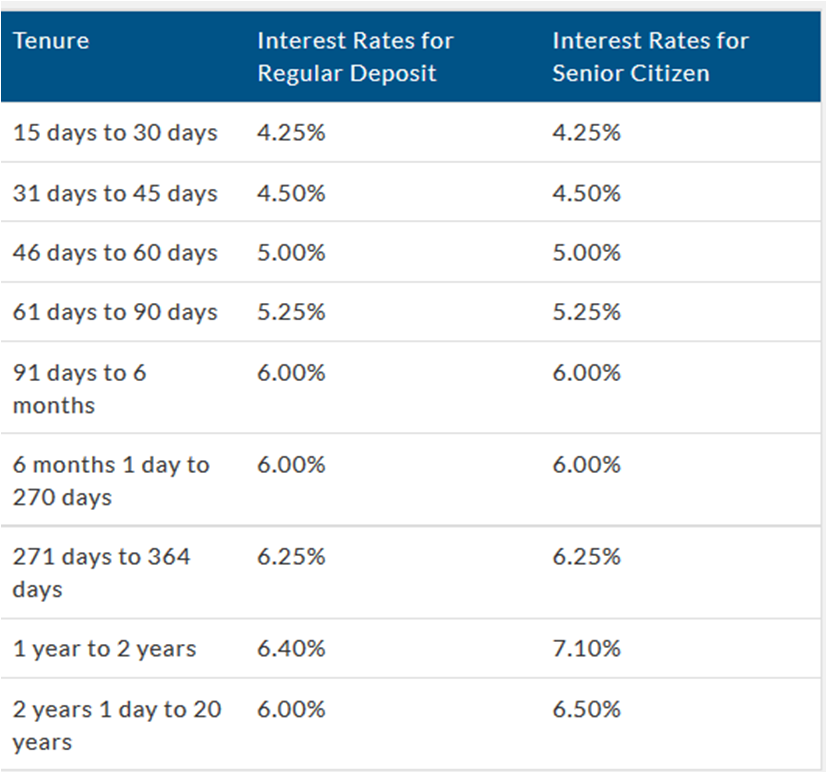 Tenure Interest Rates for Regular Deposit Interest Rates for Senior Citizen
15 days to 30 days 4.25% 4.25%
31 days to 45 days 4.50% 4.50%
46 days to 60 days 5.00% 5.00%
61 days to 90 days 5.25% 5.25%
91 days to 6 months 6.00% 6.00%
6 months 1 day to 270 days 6.00% 6.00%
271 days to 364 days 6.25% 6.25%
1 year to 2 years 6.40% 7.10%
2 years 1 day to 20 years 6.00% 6.50%